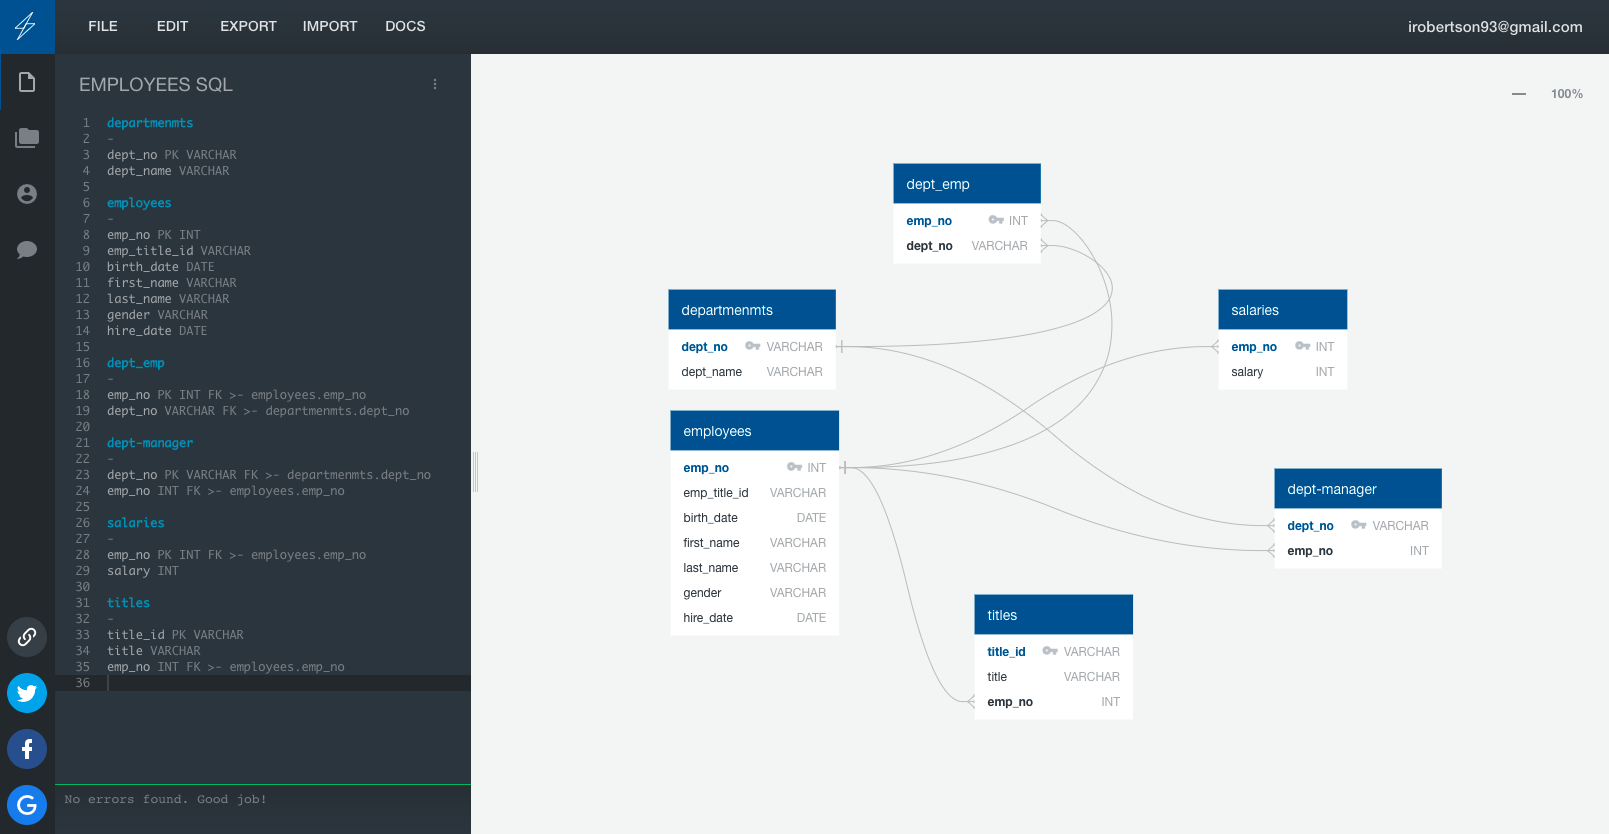 FILE EDIT EXPORT IMPORT DOCS irobertson93@gmail.com
EMPLOYEES SQL
1 departmenmts
2 -
3 dept_no PK VARCHAR
4 dept_name VARCHAR
5
6 employees
7 -
8 emp_no PK INT
9 emp_title_id VARCHAR
10 birth_date DATE
11 first_name VARCHAR
12 last_name VARCHAR
13 gender VARCHAR
14 hire_date DATE
15
16 dept_emp
17 -
18 emp_no PK INT FK >- employees.emp_no
19 dept_no VARCHAR FK >- departmenmts.dept_no
20
21 dept-manager
22 -
23 dept_no PK VARCHAR FK >- departmenmts.dept_no
24 emp_no INT FK >- employees.emp_no
25
26 salaries
27 -
28 emp_no PK INT FK >- employees.emp_no
29 salary INT
30
31 titles
32 -
33 title_id PK VARCHAR
34 title VARCHAR
35 emp_no INT FK >- employees.emp_no
36
No errors found. Good job!
100%
dept_emp
emp_no INT
dept_no VARCHAR
departmenmts
dept_no VARCHAR
dept_name VARCHAR
salaries
emp_no INT
salary INT
employees
emp_no INT
emp_title_id VARCHAR
birth_date DATE
first_name VARCHAR
last_name VARCHAR
gender VARCHAR
hire_date DATE
dept-manager
dept_no VARCHAR
emp_no INT
titles
title_id VARCHAR
title VARCHAR
emp_no INT